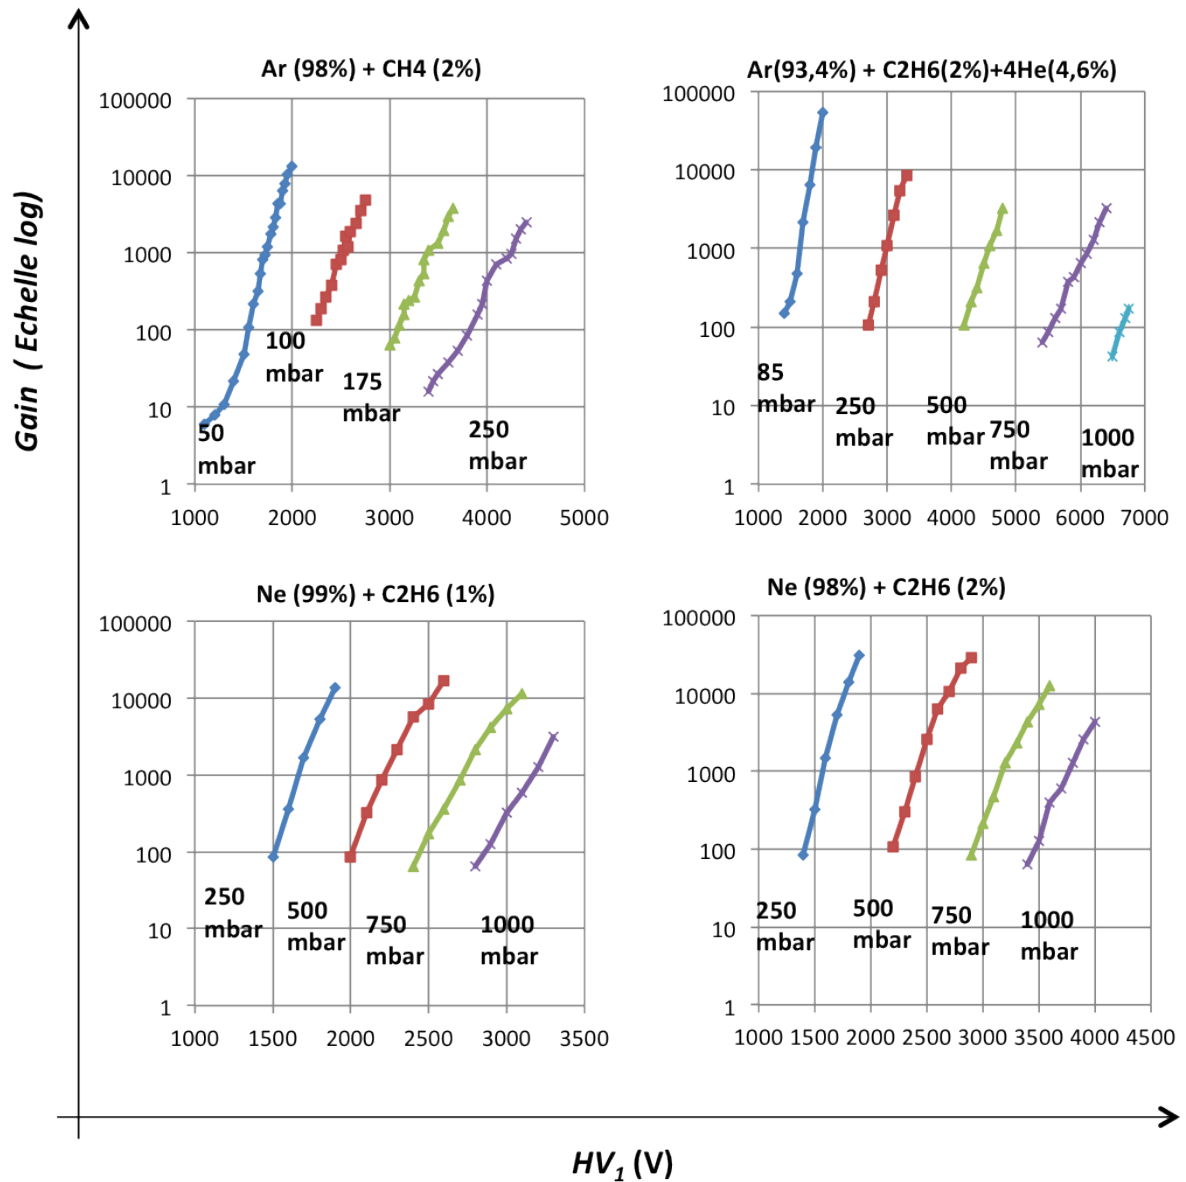 Gain  ( Echelle log)
Ar (98%) + CH4 (2%)
100000
10000
1000
100
10
1
50
mbar
100
mbar
175
mbar
250
mbar
1000 2000 3000 4000 5000
Ar(93,4%) + C2H6(2%)+4He(4,6%)
100000
10000
1000
100
10
1
85
mbar
250
mbar
500
mbar
750
mbar
1000
mbar
1000 2000 3000 4000 5000 6000 7000
Ne (99%) + C2H6 (1%)
100000
10000
1000
100
10
1
250
mbar
500
mbar
750
mbar
1000
mbar
1000 1500 2000 2500 3000 3500
Ne (98%) + C2H6 (2%)
100000
10000
1000
100
10
1
250
mbar
500
mbar
750
mbar
1000
mbar
1000 1500 2000 2500 3000 3500 4000 4500
HV1 (V)